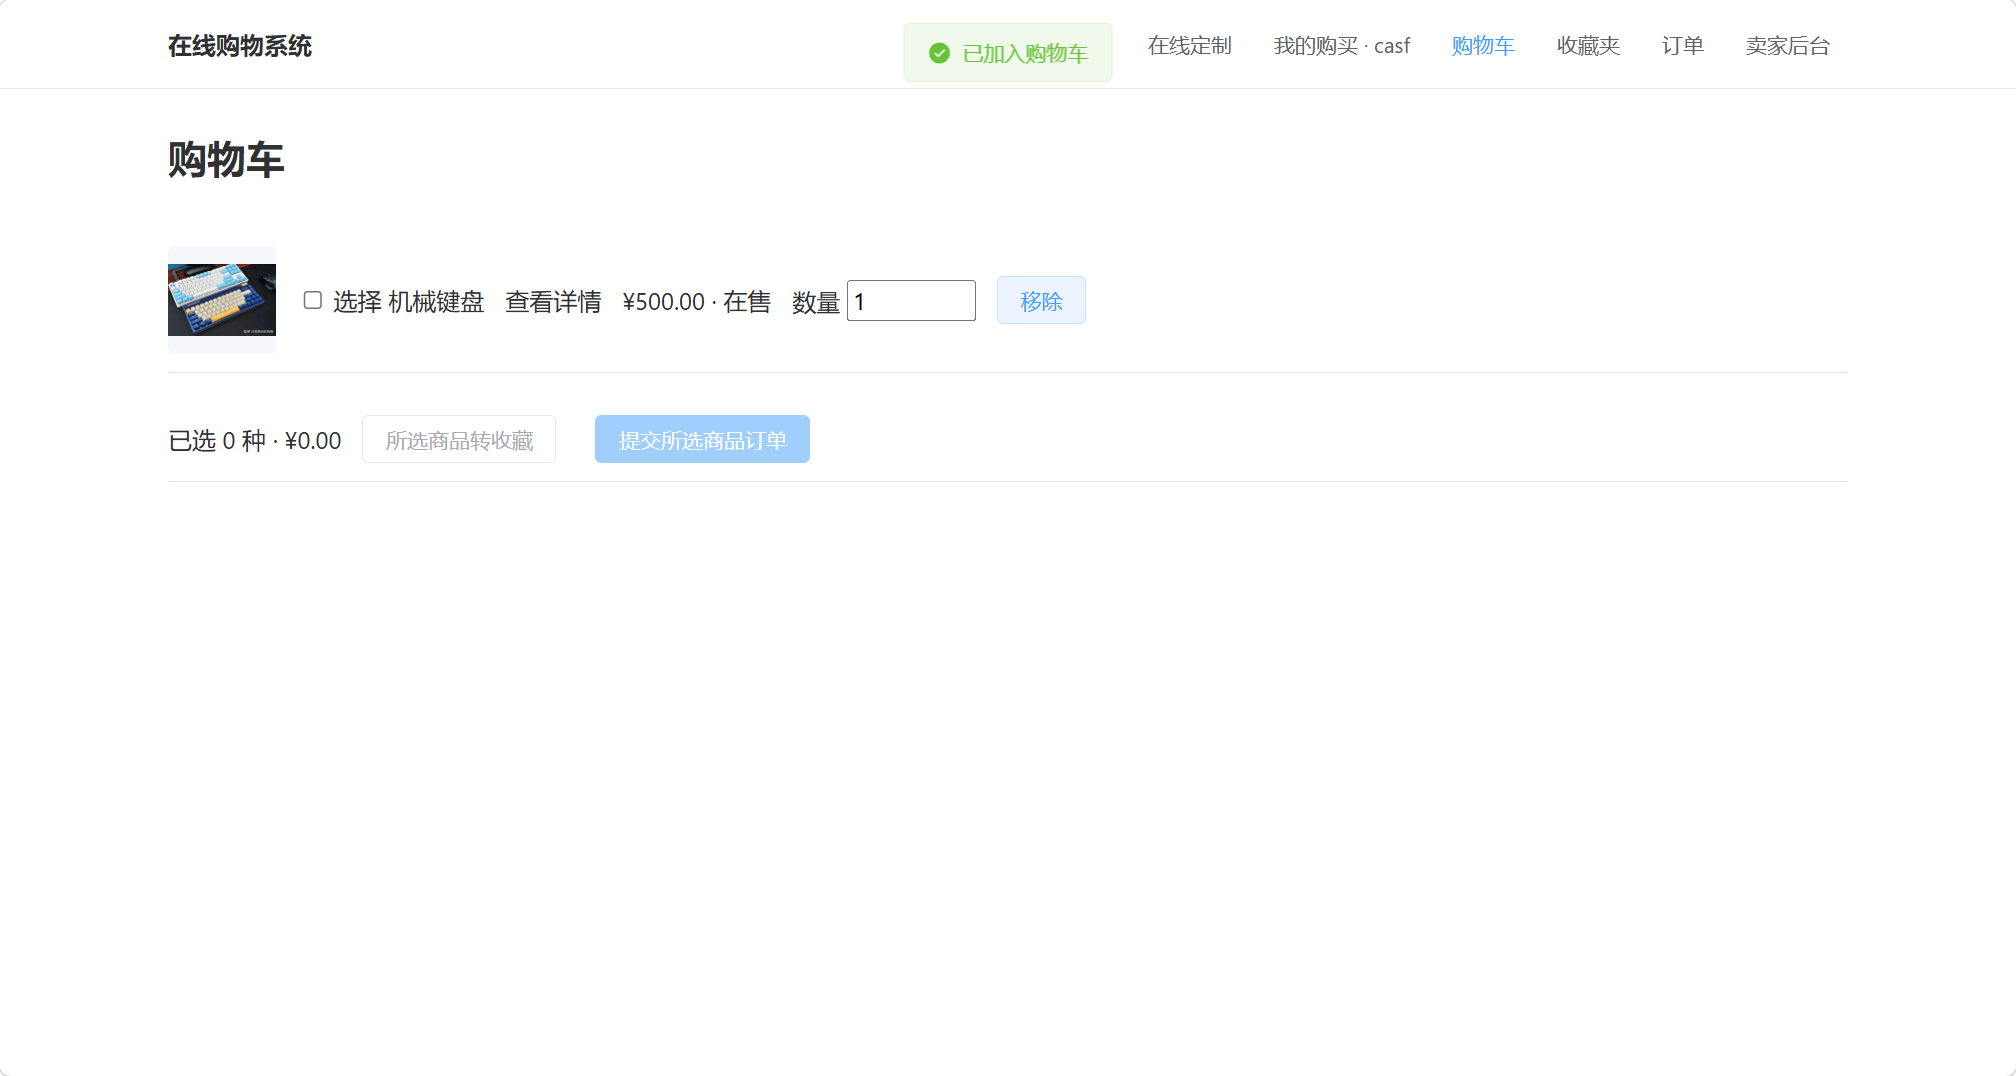 在线购物系统
已加入购物车
在线定制 我的购买 · casf 购物车 收藏夹 订单 卖家后台
购物车
选择 机械键盘 查看详情 ¥500.00 · 在售 数量 1 移除
已选 0 种 · ¥0.00 所选商品转收藏 提交所选商品订单